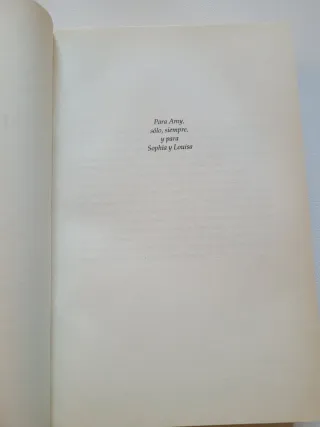 Para Amy,
sólo, siempre,
y para
Sophia y Louisa